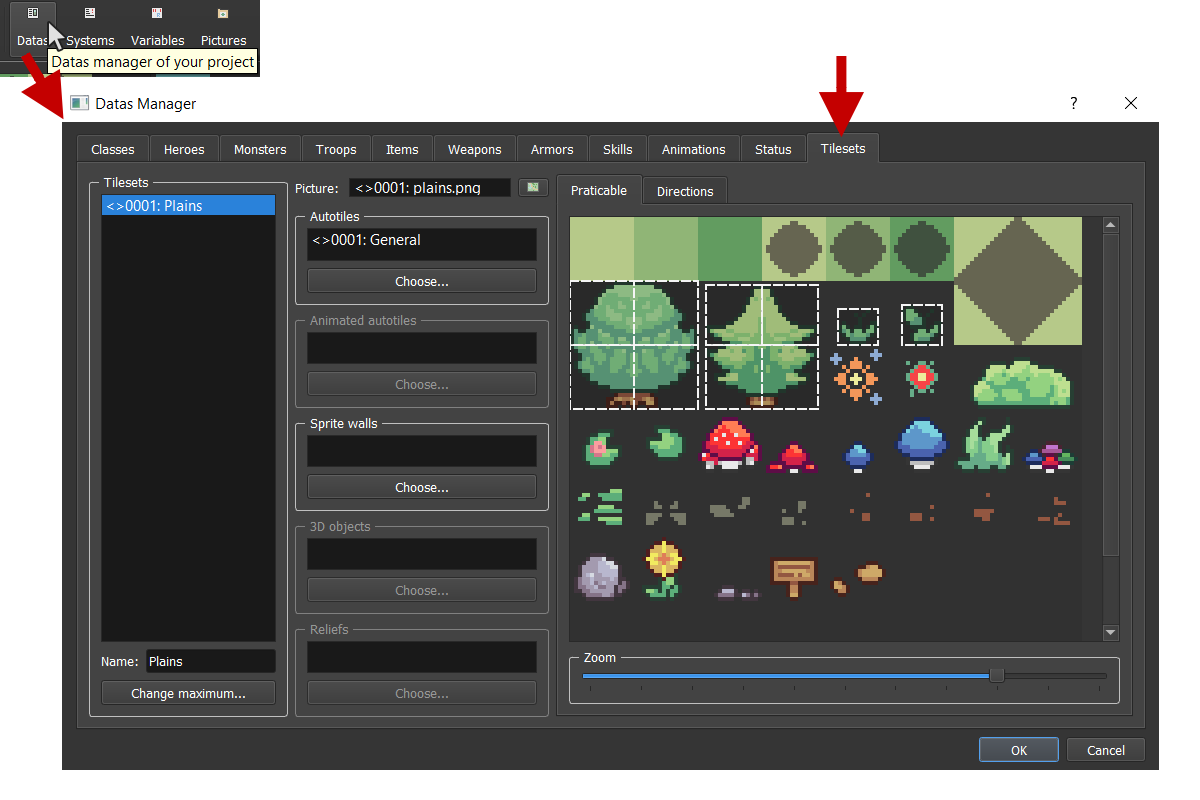 Datas Systems Variables Pictures
Datas manager of your project
Datas Manager ?
Classes Heroes Monsters Troops Items Weapons Armors Skills Animations Status Tilesets
Tilesets
<>0001: Plains
Name: Plains
Change maximum...
Picture: <>0001: plains.png
Autotiles
<>0001: General
Choose...
Animated autotiles
Choose...
Sprite walls
Choose...
3D objects
Choose...
Reliefs
Choose...
Praticable Directions
Zoom
OK Cancel